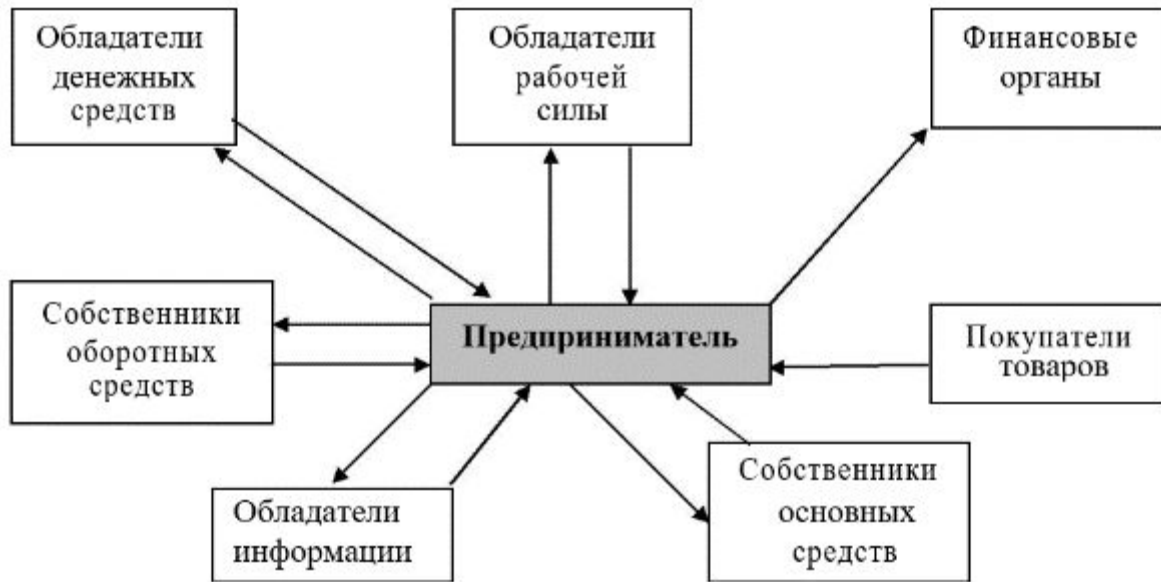 Обладатели
денежных
средств
Обладатели
рабочей
силы
Финансовые
органы
Собственники
оборотных
средств
Предприниматель
Покупатели
товаров
Обладатели
информации
Собственники
основных
средств